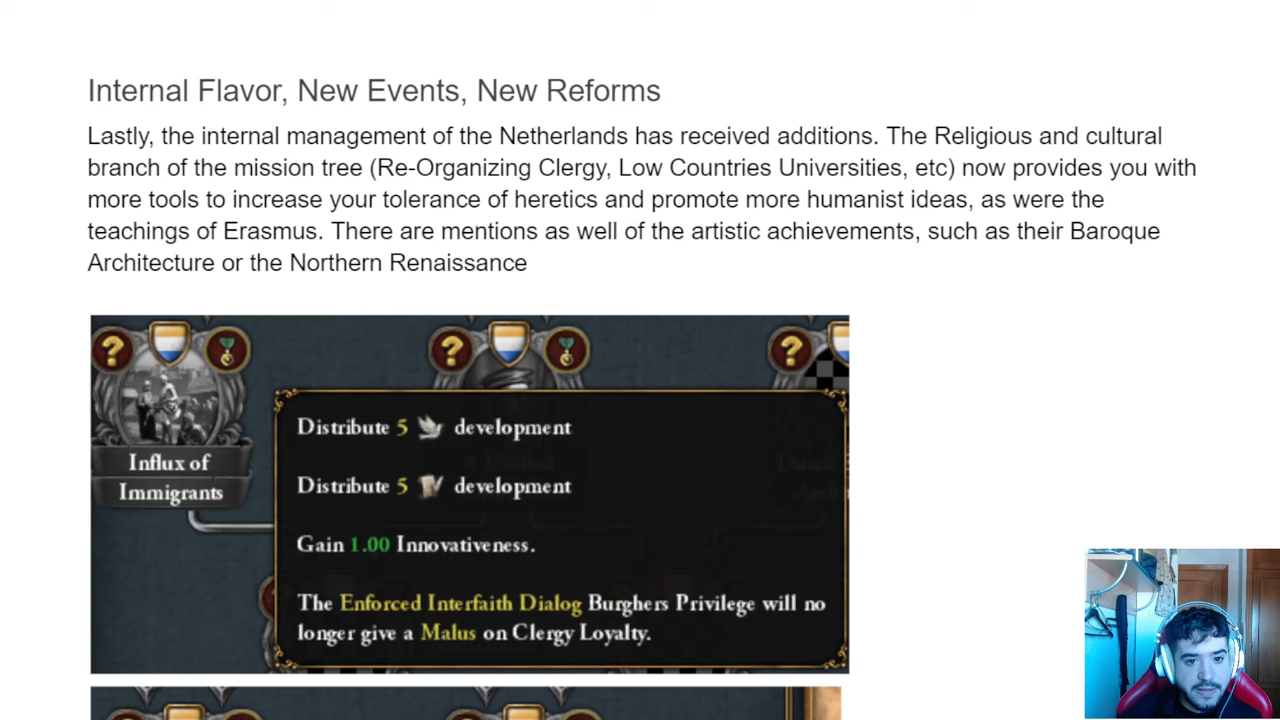 Internal Flavor, New Events, New Reforms
Lastly, the internal management of the Netherlands has received additions. The Religious and cultural
branch of the mission tree (Re-Organizing Clergy, Low Countries Universities, etc) now provides you with
more tools to increase your tolerance of heretics and promote more humanist ideas, as were the
teachings of Erasmus. There are mentions as well of the artistic achievements, such as their Baroque
Architecture or the Northern Renaissance
Influx of
Immigrants
Distribute 5 development
Distribute 5 development
Gain 1.00 Innovativeness.
The Enforced Interfaith Dialog Burghers Privilege will no
longer give a Malus on Clergy Loyalty.